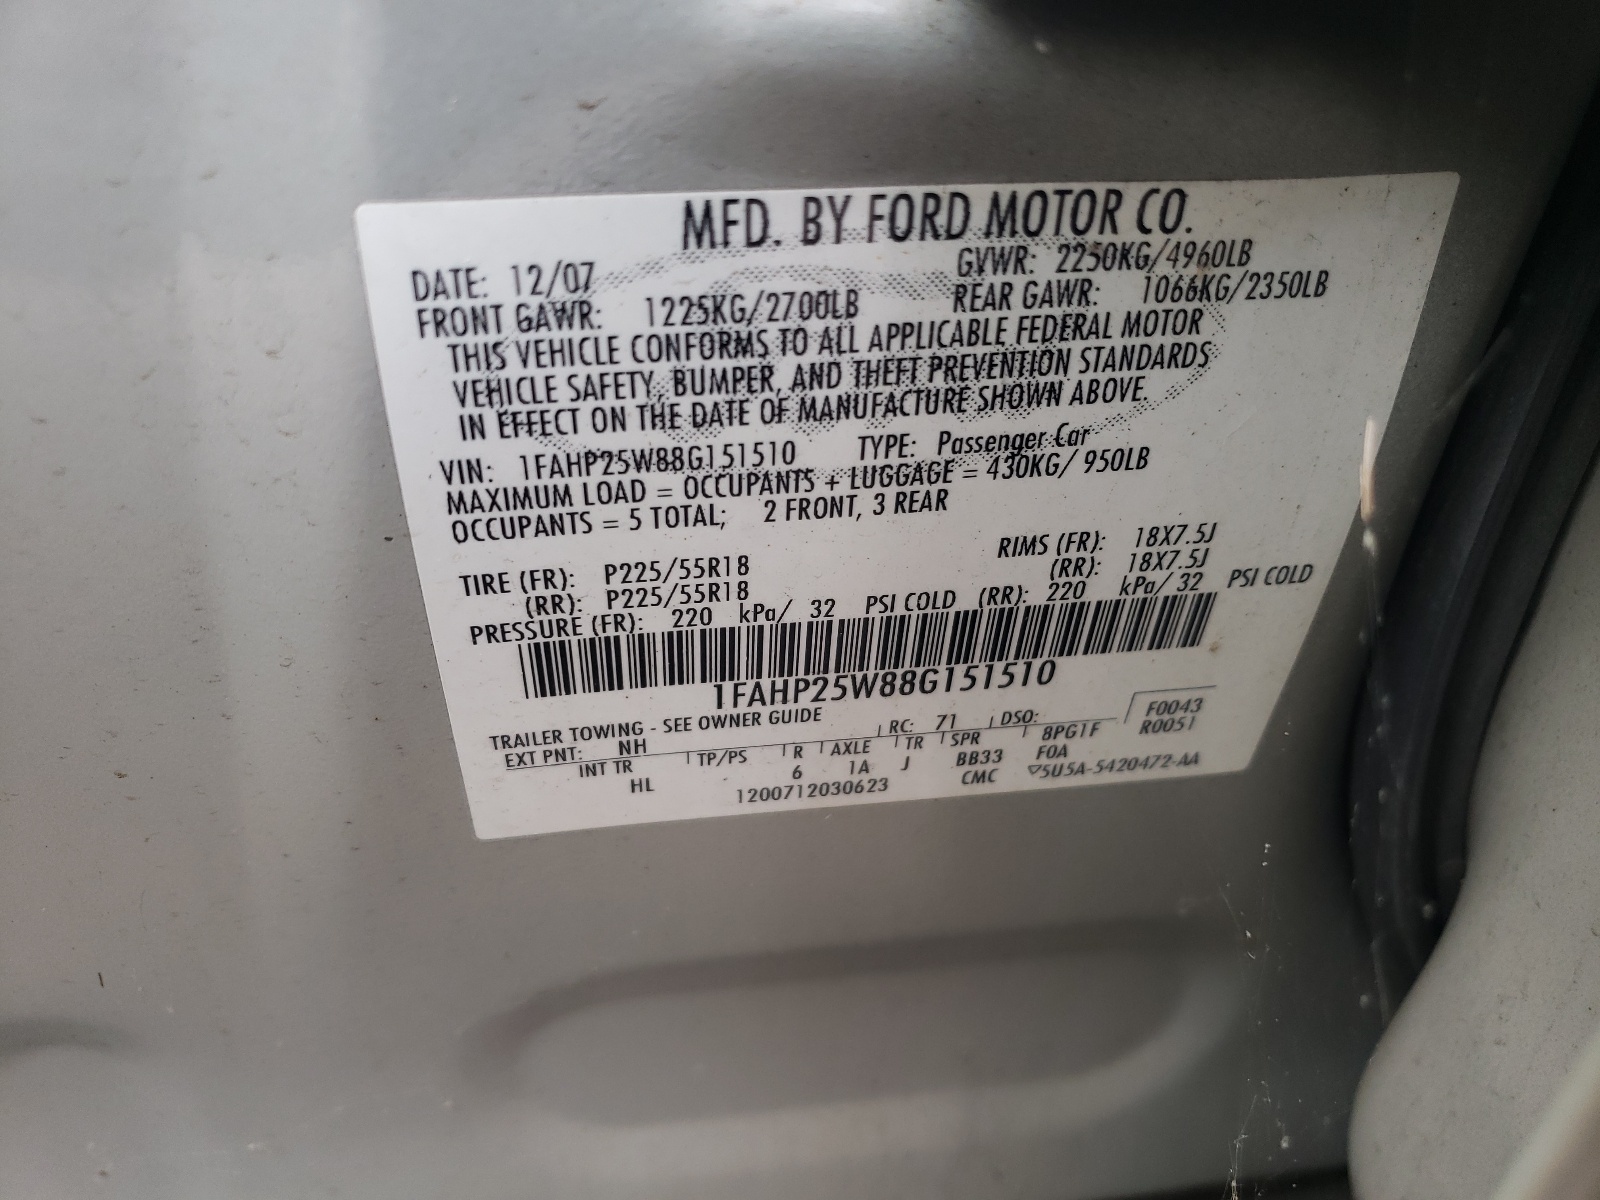 MFD. BY FORD MOTOR CO.
DATE: 12/07 GVWR: 2250KG/4960LB
FRONT GAWR: 1225KG/2700LB REAR GAWR: 1066KG/2350LB
THIS VEHICLE CONFORMS TO ALL APPLICABLE FEDERAL MOTOR
VEHICLE SAFETY, BUMPER, AND THEFT PREVENTION STANDARDS
IN EFFECT ON THE DATE OF MANUFACTURE SHOWN ABOVE.
VIN: 1FAHP25W88G151510 TYPE: Passenger Car
MAXIMUM LOAD = OCCUPANTS + LUGGAGE = 430KG/ 950LB
OCCUPANTS = 5 TOTAL; 2 FRONT, 3 REAR
TIRE (FR): P225/55R18 RIMS (FR): 18X7.5J
(RR): P225/55R18 (RR): 18X7.5J
PRESSURE (FR): 220 kPa/ 32 PSI COLD (RR): 220 kPa/ 32 PSI COLD
1FAHP25W88G151510
TRAILER TOWING - SEE OWNER GUIDE F0043
EXT PNT: NH RC: 71 DSO: 8PG1F R0051
INT TR TP/PS R AXLE TR SPR F0A
HL 6 1A J BB33 ▽5U5A-5420472-AA
1200712030623 CMC